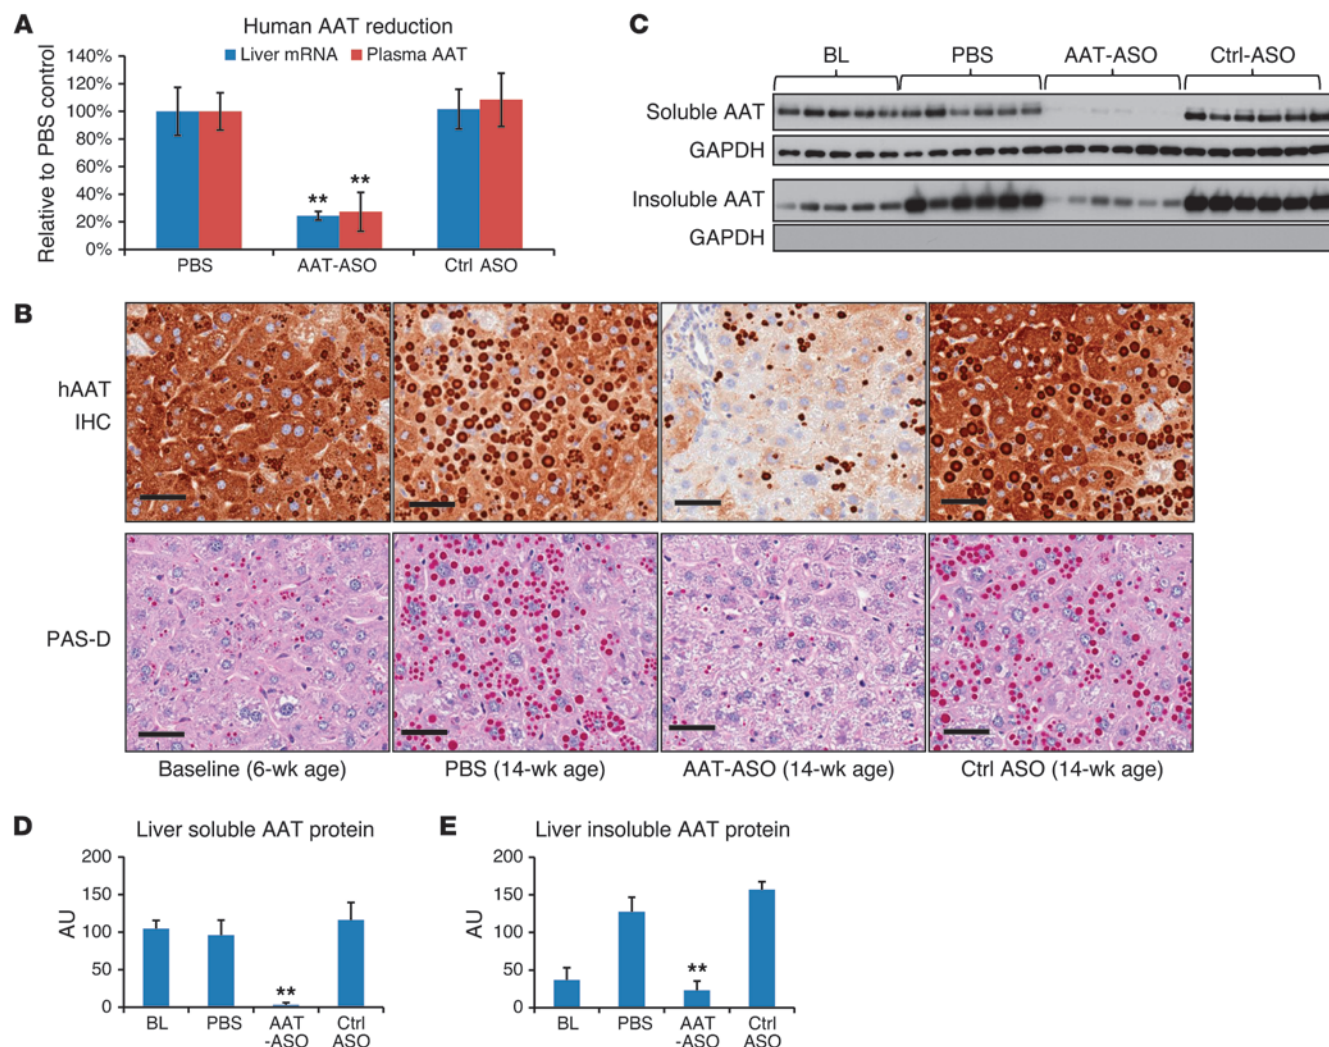 A
Human AAT reduction
Liver mRNA Plasma AAT
Relative to PBS control
140%
120%
100%
80%
60%
40%
20%
0%
** **
PBS AAT-ASO Ctrl ASO
C
BL PBS AAT-ASO Ctrl-ASO
Soluble AAT
GAPDH
Insoluble AAT
GAPDH
B
hAAT
IHC
PAS-D
Baseline (6-wk age) PBS (14-wk age) AAT-ASO (14-wk age) Ctrl ASO (14-wk age)
D
Liver soluble AAT protein
AU
200
150
100
50
0
**
BL PBS AAT
-ASO Ctrl
ASO
E
Liver insoluble AAT protein
AU
200
150
100
50
0
**
BL PBS AAT
-ASO Ctrl
ASO